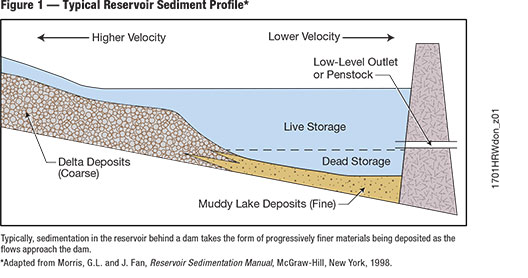 Figure 1 — Typical Reservoir Sediment Profile*
Higher Velocity
Lower Velocity
Low-Level Outlet
or Penstock
Live Storage
Dead Storage
Delta Deposits
(Coarse)
Muddy Lake Deposits (Fine)
1701HRWdon_z01
Typically, sedimentation in the reservoir behind a dam takes the form of progressively finer materials being deposited as the
flows approach the dam.
*Adapted from Morris, G.L. and J. Fan, Reservoir Sedimentation Manual, McGraw-Hill, New York, 1998.